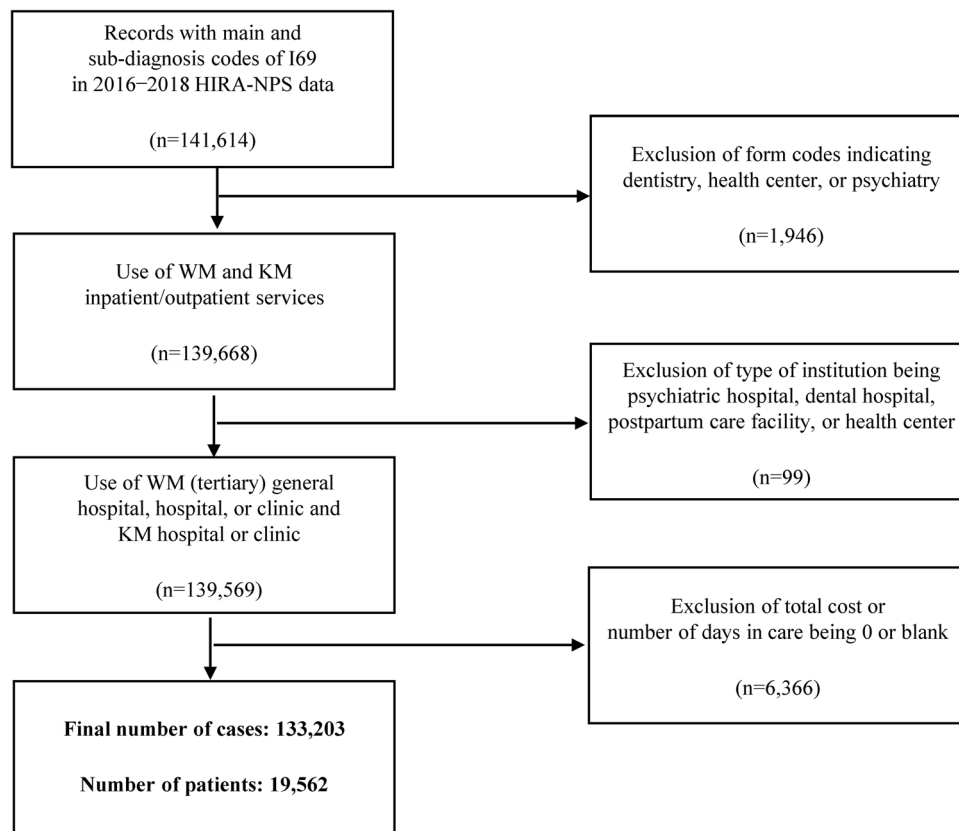 Records with main and
sub-diagnosis codes of I69
in 2016−2018 HIRA-NPS data
(n=141,614)
Exclusion of form codes indicating
dentistry, health center, or psychiatry
(n=1,946)
Use of WM and KM
inpatient/outpatient services
(n=139,668)
Exclusion of type of institution being
psychiatric hospital, dental hospital,
postpartum care facility, or health center
(n=99)
Use of WM (tertiary) general
hospital, hospital, or clinic and
KM hospital or clinic
(n=139,569)
Exclusion of total cost or
number of days in care being 0 or blank
(n=6,366)
Final number of cases: 133,203
Number of patients: 19,562